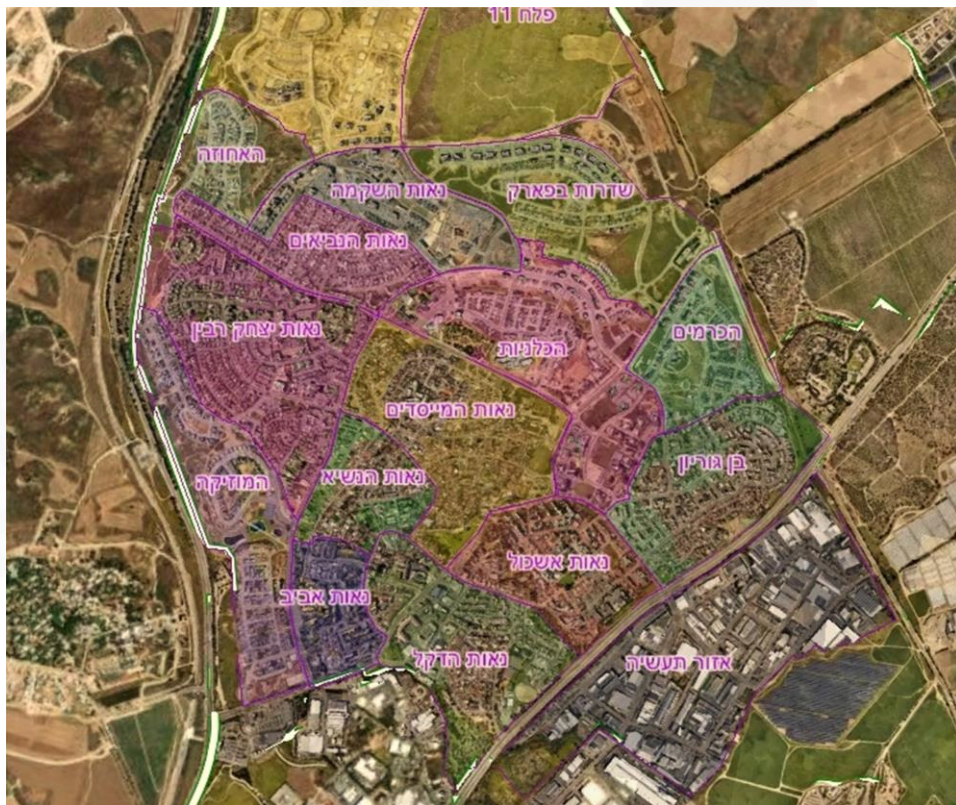 פלח 11
האחוזה
נאות השקמה
שדרות בפארק
נאות הנביאים
נאות יצחק רבין
הכלניות
הכרמים
נאות המייסדים
נאות הנשיא
בן גוריון
המוזיקה
נאות אשכול
נאות אביב
נאות הדקל
אזור תעשיה